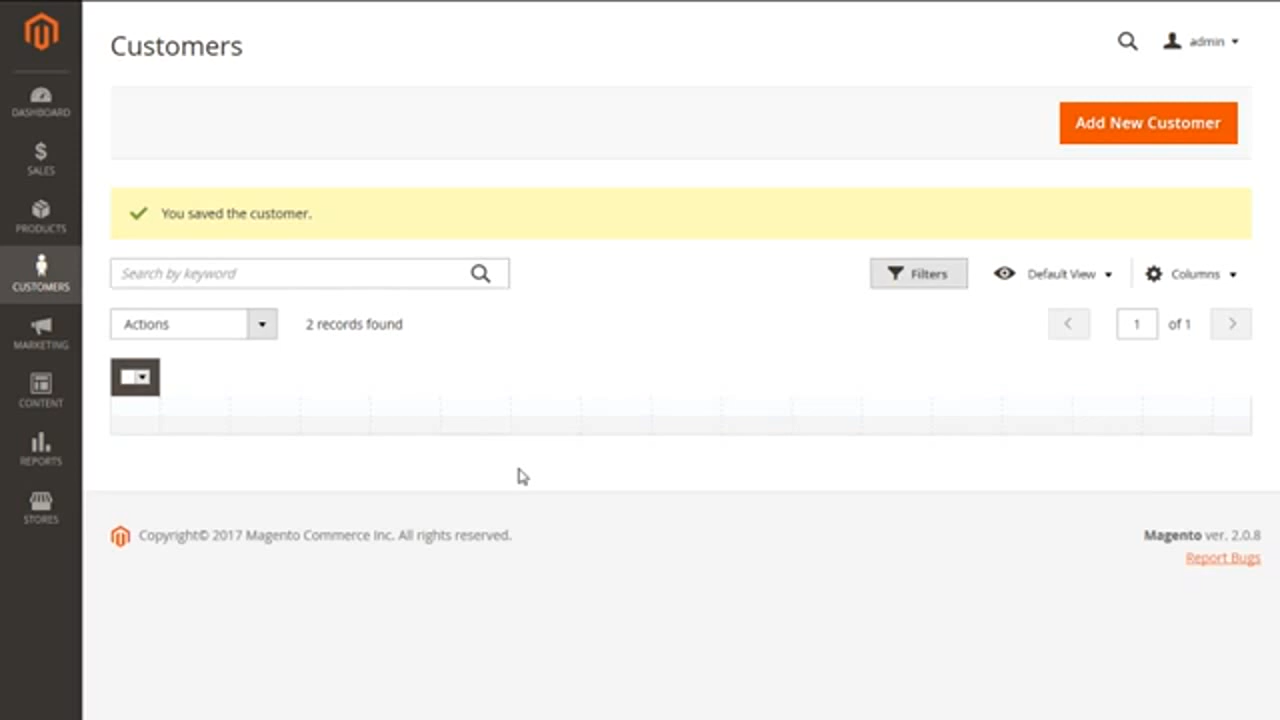 Customers
admin
DASHBOARD
Add New Customer
SALES
You saved the customer.
PRODUCTS
Search by keyword
Filters
Default View
Columns
CUSTOMERS
Actions
2 records found
1
of 1
MARKETING
CONTENT
REPORTS
STORES
Copyright© 2017 Magento Commerce Inc. All rights reserved.
Magento ver. 2.0.8
Report Bugs